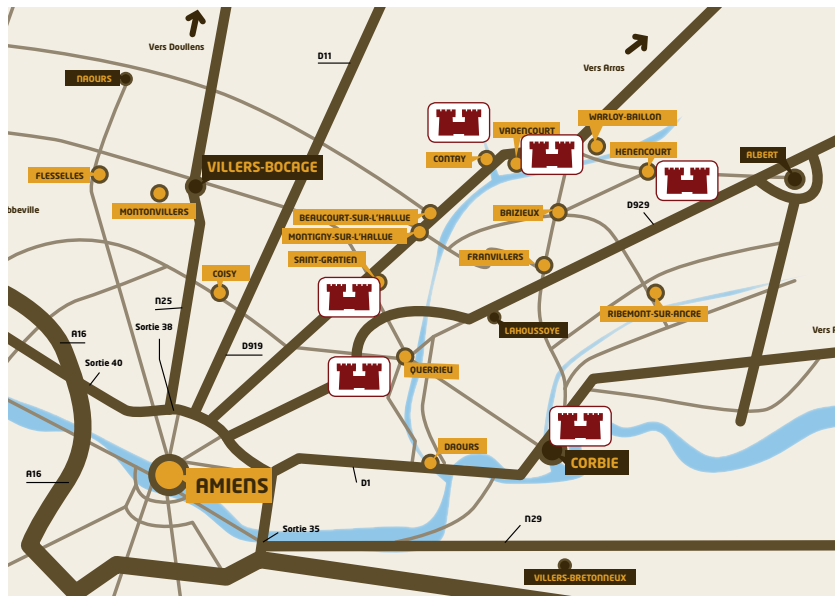 Vers Doullens
D11
Vers Arras
NAOURS
WARLOY-BAILLON
VADENCOURT
HENENCOURT
CONTAY
ALBERT
VILLERS-BOCAGE
FLESSELLES
MONTONVILLERS
bbeville
BEAUCOURT-SUR-L'HALLUE
BAIZIEUX
D929
MONTIGNY-SUR-L'HALLUE
SAINT-GRATIEN
FRANVILLERS
COISY
N25
RIBEMONT-SUR-ANCRE
A16
Sortie 38
LAHOUSSOYE
Vers
D919
Sortie 40
QUERRIEU
DAOURS
CORBIE
A16
AMIENS
D1
Sortie 35
N29
VILLERS-BRETONNEUX